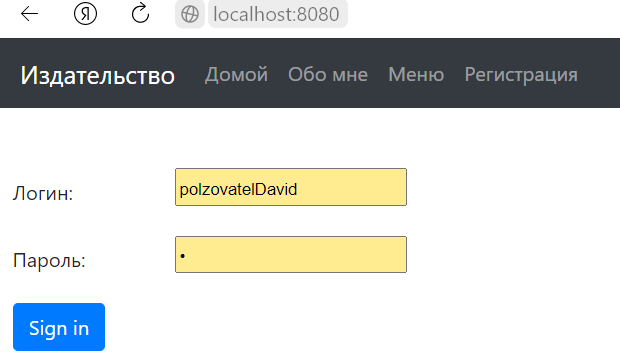 localhost:8080
Издательство Домой Обо мне Меню Регистрация
Логин: polzovatelDavid
Пароль: •
Sign in